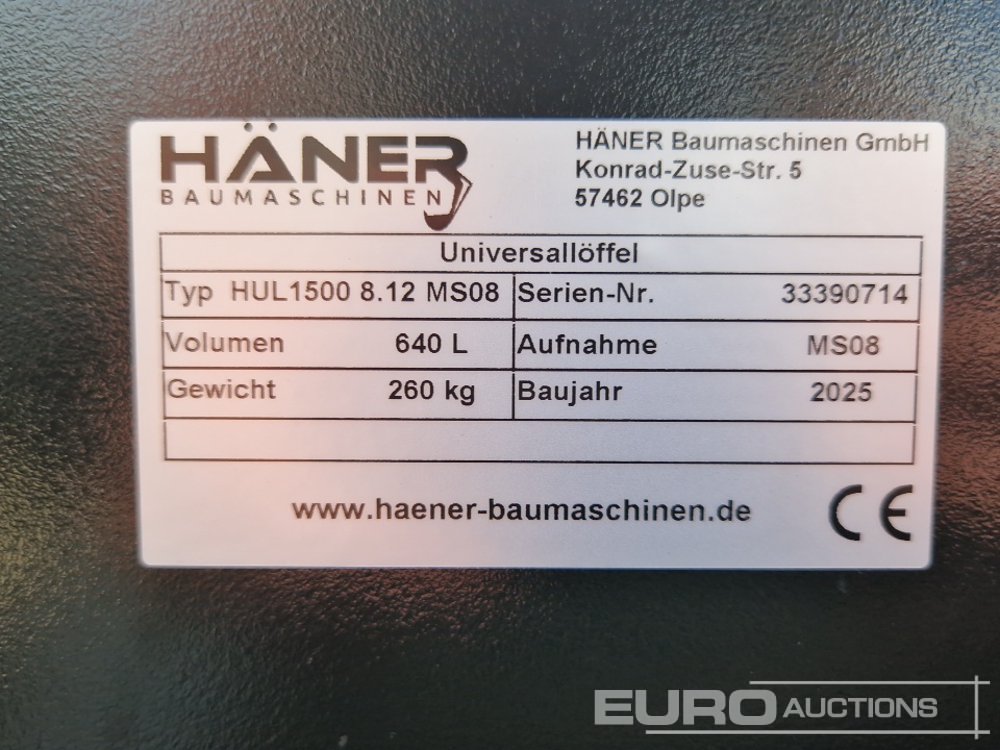 HÄNER
BAUMASCHINEN
HÄNER Baumaschinen GmbH
Konrad-Zuse-Str. 5
57462 Olpe
Universallöffel
Typ HUL1500 8.12 MS08 Serien-Nr. 33390714
Volumen 640 L Aufnahme MS08
Gewicht 260 kg Baujahr 2025
www.haener-baumaschinen.de CE
EURO AUCTIONS